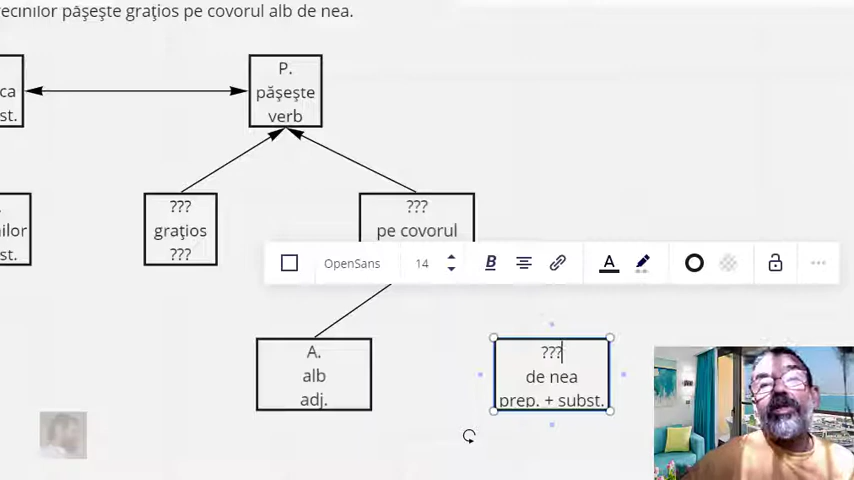 recinilor păşeşte graţios pe covorul alb de nea.
P.
păşeşte
verb
ca
st.
.
ilor
st.
???
graţios
???
???
pe covorul
OpenSans
14
B
A
A.
alb
adj.
???
de nea
prep. + subst.